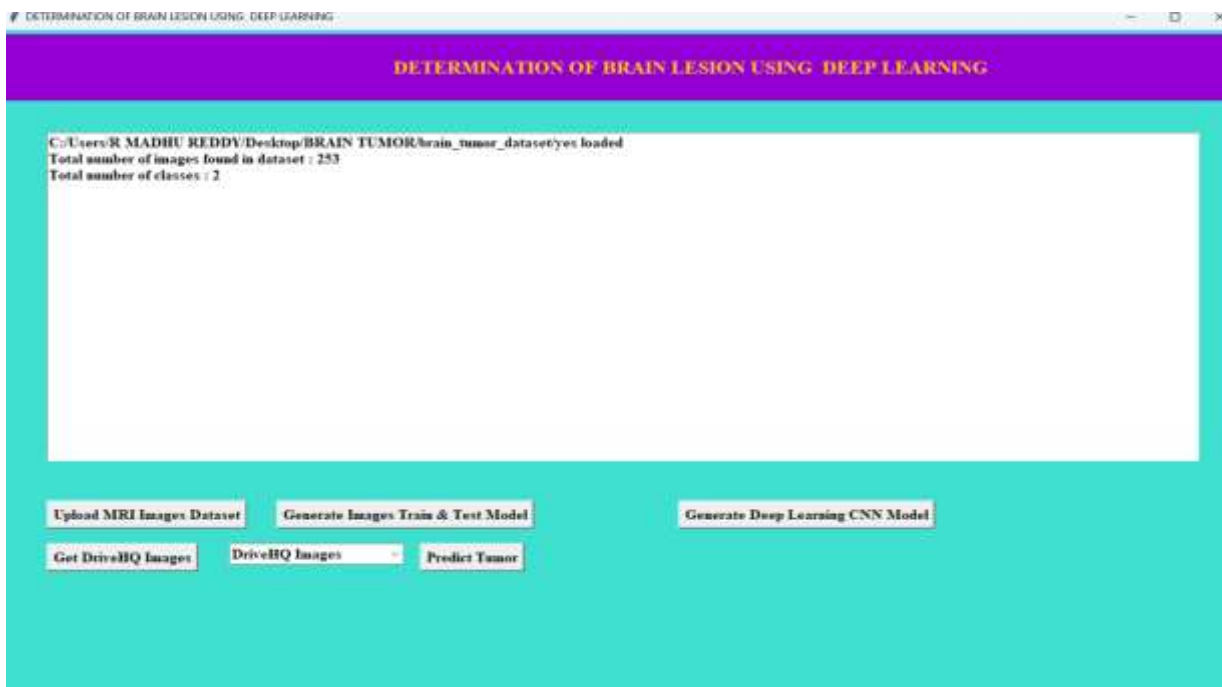 DETERMINATION OF BRAIN LESION USING DEEP LEARNING
DETERMINATION OF BRAIN LESION USING DEEP LEARNING
C:/Users/R MADHU REDDY/Desktop/BRAIN TUMOR/brain_tumor_dataset/yes loaded
Total number of images found in dataset : 253
Total number of classes : 2
Upload MRI Images Dataset Generate Images Train & Test Model Generate Deep Learning CNN Model
Get DriveHQ Images DriveHQ Images Predict Tumor